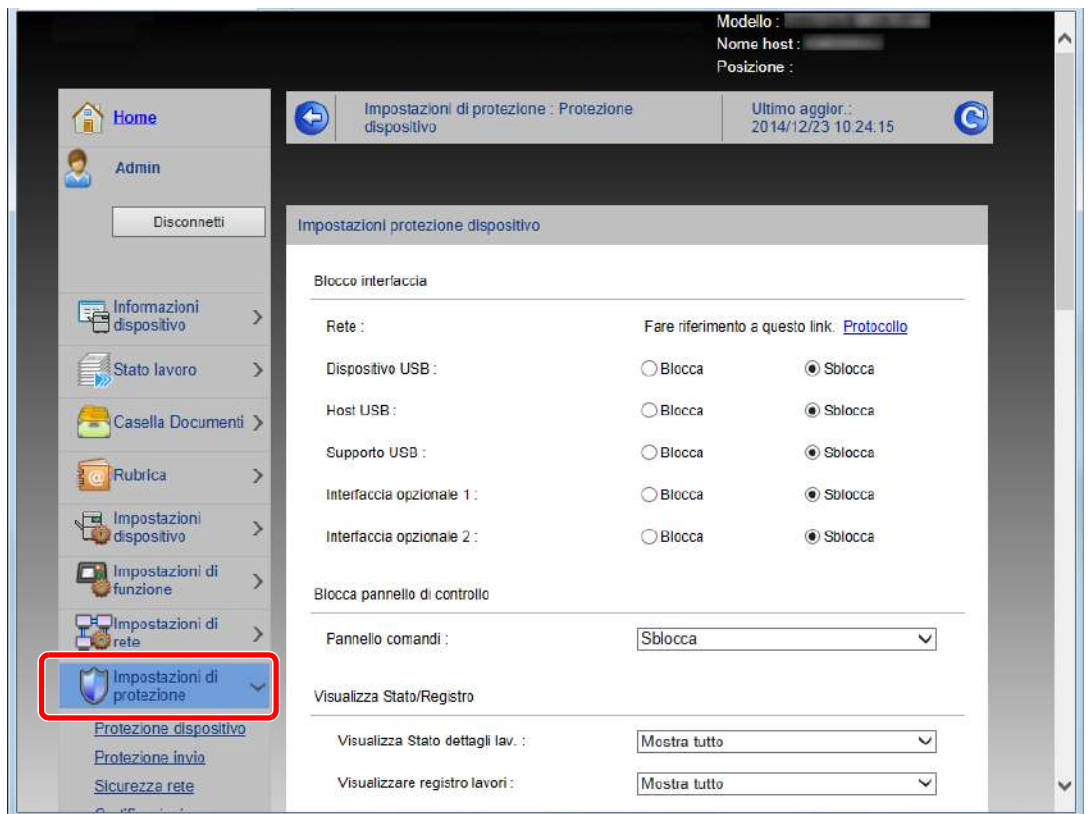 Modello :
Nome host :
Posizione :
Home
Admin
Disconnetti
Informazioni
dispositivo
Stato lavoro
Casella Documenti
Rubrica
Impostazioni
dispositivo
Impostazioni di
funzione
Impostazioni di
rete
Impostazioni di
protezione
Protezione dispositivo
Protezione invio
Sicurezza rete
Impostazioni di protezione : Protezione
dispositivo
Ultimo aggior.:
2014/12/23 10:24:15
Impostazioni protezione dispositivo
Blocco interfaccia
Rete : Fare riferimento a questo link. Protocollo
Dispositivo USB : Blocca Sblocca
Host USB : Blocca Sblocca
Supporto USB : Blocca Sblocca
Interfaccia opzionale 1 : Blocca Sblocca
Interfaccia opzionale 2 : Blocca Sblocca
Blocca pannello di controllo
Pannello comandi : Sblocca
Visualizza Stato/Registro
Visualizza Stato dettagli lav. : Mostra tutto
Visualizzare registro lavori : Mostra tutto